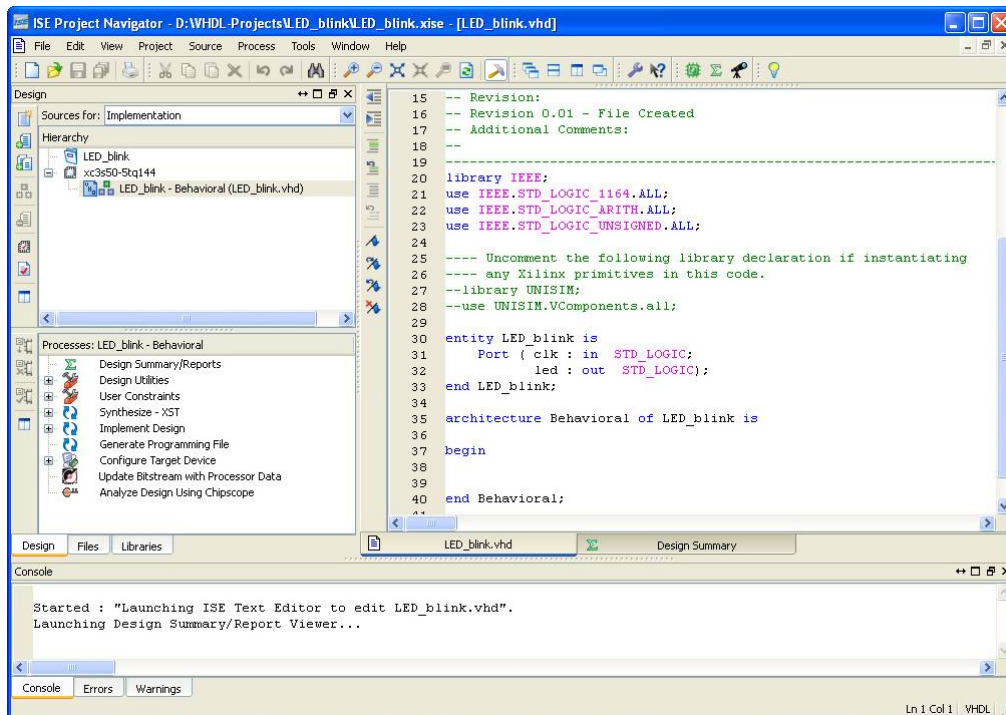 ISE Project Navigator - D:\VHDL-Projects\LED_blink\LED_blink.xise - [LED_blink.vhd]
File Edit View Project Source Process Tools Window Help
Design
Sources for: Implementation
Hierarchy
LED_blink
xc3s50-5tq144
LED_blink - Behavioral (LED_blink.vhd)
Processes: LED_blink - Behavioral
Design Summary/Reports
Design Utilities
User Constraints
Synthesize - XST
Implement Design
Generate Programming File
Configure Target Device
Update Bitstream with Processor Data
Analyze Design Using Chipscope
Design Files Libraries
15 -- Revision:
16 -- Revision 0.01 - File Created
17 -- Additional Comments:
18 --
19 ----------------------------------------------------------------------------------
20 library IEEE;
21 use IEEE.STD_LOGIC_1164.ALL;
22 use IEEE.STD_LOGIC_ARITH.ALL;
23 use IEEE.STD_LOGIC_UNSIGNED.ALL;
24
25 ---- Uncomment the following library declaration if instantiating
26 ---- any Xilinx primitives in this code.
27 --library UNISIM;
28 --use UNISIM.VComponents.all;
29
30 entity LED_blink is
31 Port ( clk : in STD_LOGIC;
32 led : out STD_LOGIC);
33 end LED_blink;
34
35 architecture Behavioral of LED_blink is
36
37 begin
38
39
40 end Behavioral;
41
LED_blink.vhd Design Summary
Console
Started : "Launching ISE Text Editor to edit LED_blink.vhd".
Launching Design Summary/Report Viewer...
Console Errors Warnings
Ln 1 Col 1 VHDL